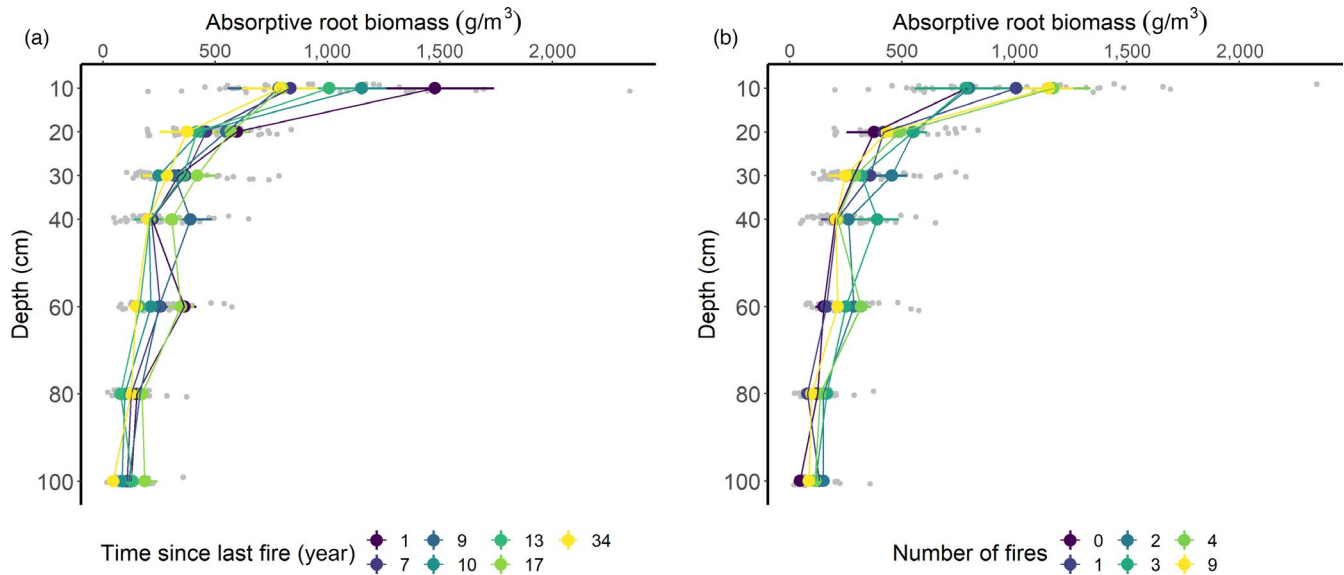 Absorptive root biomass (g/m³)
(a)
0 500 1,000 1,500 2,000
10
20
30
40
60
80
100
Depth (cm)
Time since last fire (year)
1 9 13 34
7 10 17
Absorptive root biomass (g/m³)
(b)
0 500 1,000 1,500 2,000
10
20
30
40
60
80
100
Depth (cm)
Number of fires
0 2 4
1 3 9